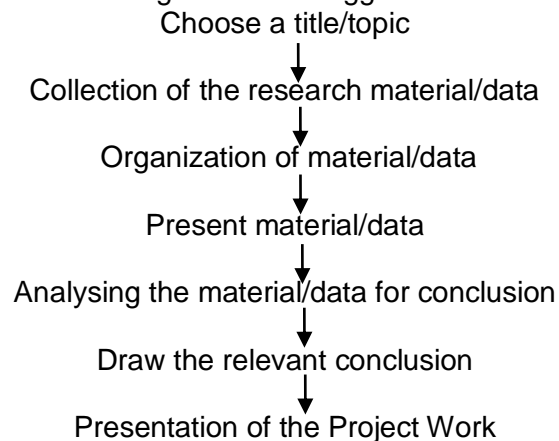 Choose a title/topic
Collection of the research material/data
Organization of material/data
Present material/data
Analysing the material/data for conclusion
Draw the relevant conclusion
Presentation of the Project Work